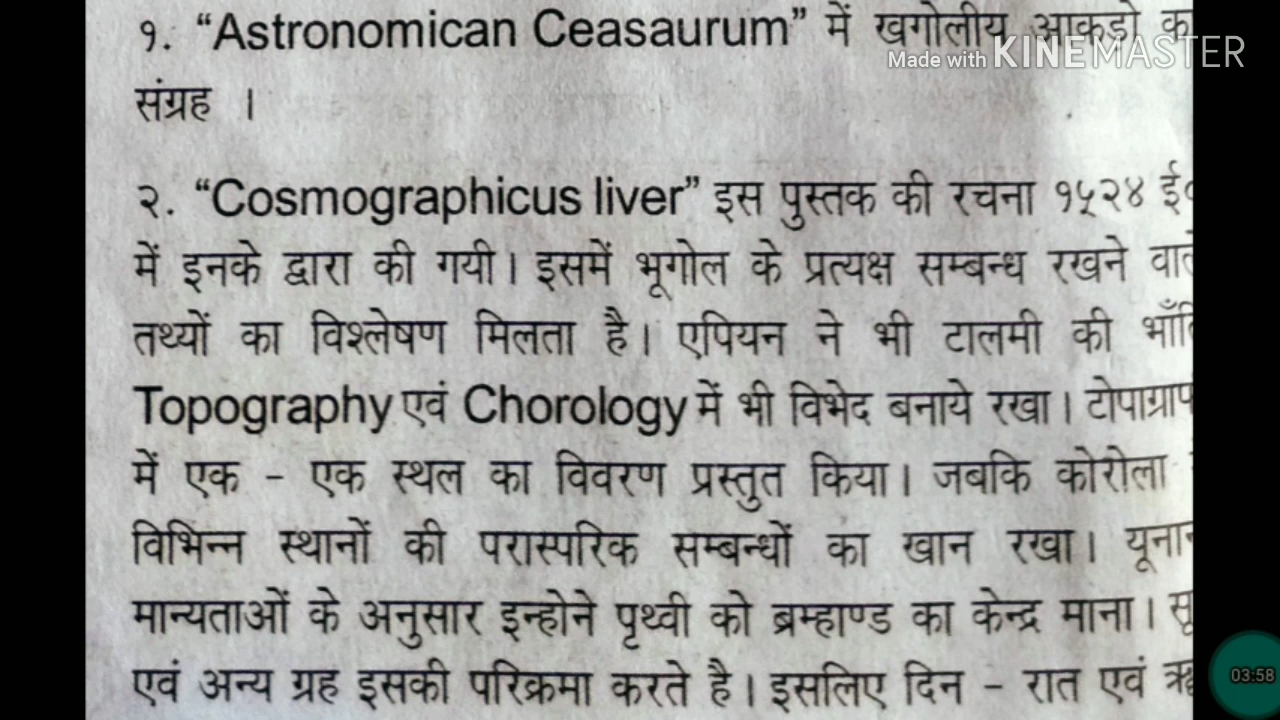 १. “Astronomican Ceasaurum” में खगोलीय आकड़ो
Made with KINEMASTER
संग्रह ।
२. “Cosmographicus liver” इस पुस्तक की रचना १५२४
में इनके द्वारा की गयी। इसमें भूगोल के प्रत्यक्ष सम्बन्ध रखने
तथ्यों का विश्लेषण मिलता है। एपियन ने भी टालमी की
Topography एवं Chorology में भी विभेद बनाये रखा।
में एक - एक स्थल का विवरण प्रस्तुत किया। जबकि कोरोला
विभिन्न स्थानों की परास्परिक सम्बन्धों का खान रखा।
मान्यताओं के अनुसार इन्होने पृथ्वी को ब्रम्हाण्ड का केन्द्र माना।
एवं अन्य ग्रह इसकी परिक्रमा करते है। इसलिए दिन - रात एवं
03:58